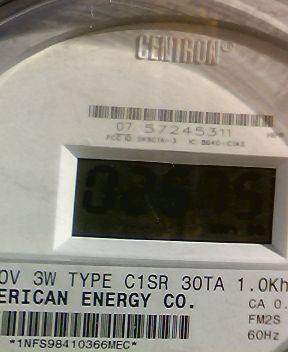 CENTRON®
07 57245311
0V 3W TYPE C1SR 30TA 1.0Kh
ERICAN ENERGY CO.
CA 0.
FM2S
*1NFS98410366MEC*
60Hz